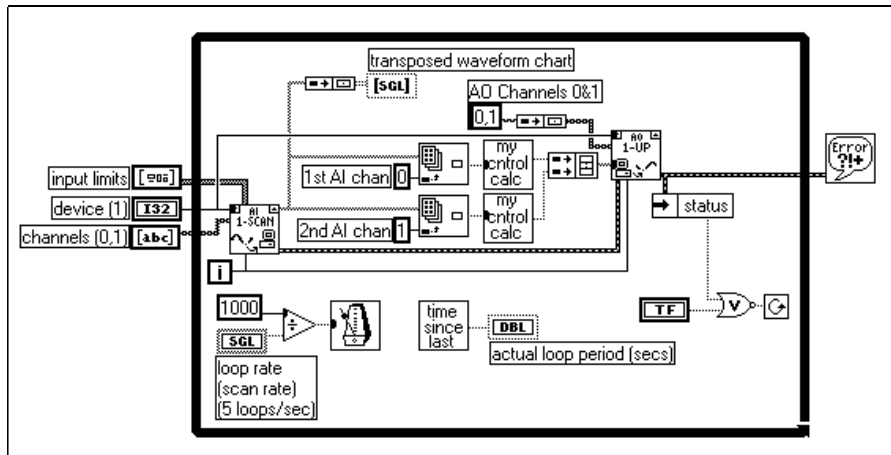 transposed waveform chart
[SGL]
AO Channels 0&1
0,1
AO
1-UP
Error
?!+
my
cntrol
calc
1st AI chan
0
input limits
device (1)
I32
channels (0,1)
[abc]
AI
1-SCAN
2nd AI chan
1
my
cntrol
calc
status
i
1000
÷
SGL
loop rate
(scan rate)
(5 loops/sec)
time
since
last
DBL
actual loop period (secs)
TF
V